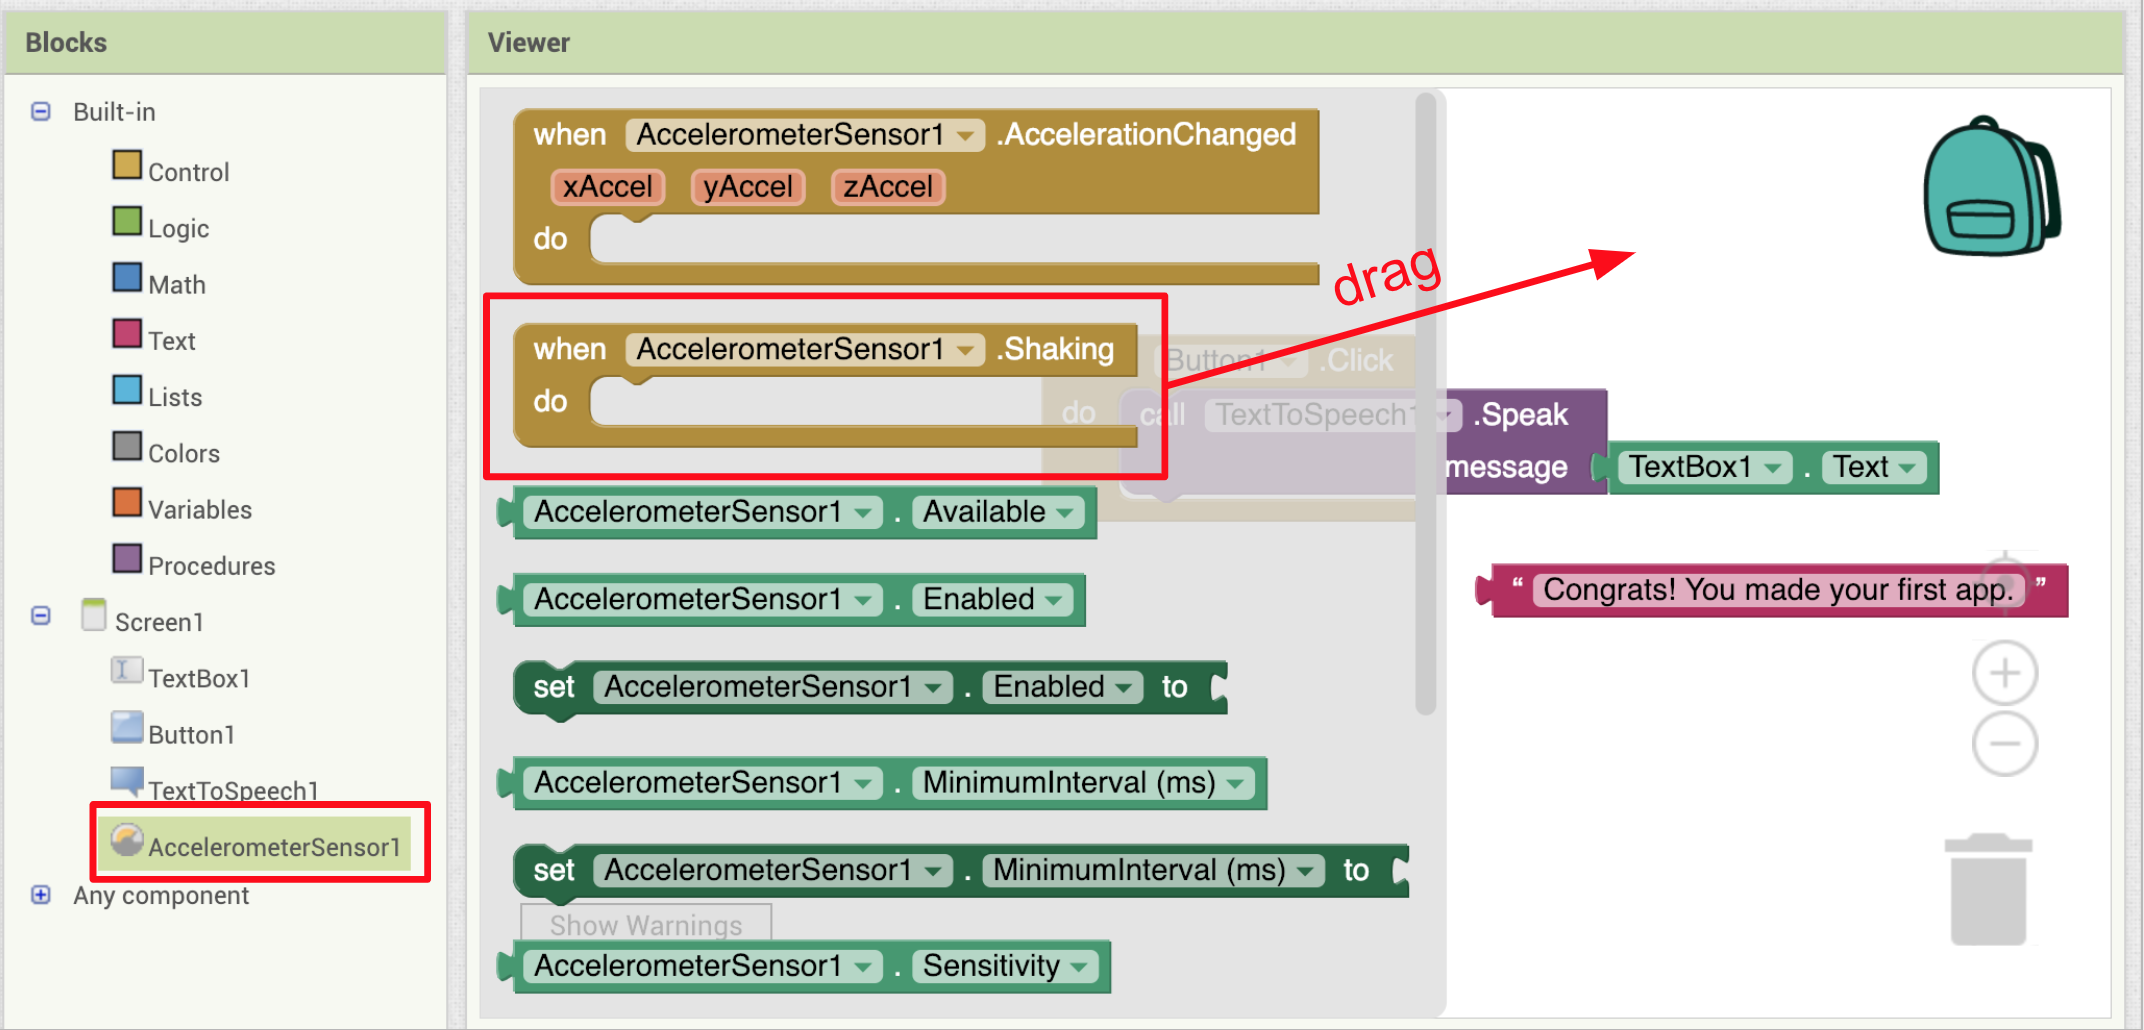 Blocks
Built-in
Control
Logic
Math
Text
Lists
Colors
Variables
Procedures
Screen1
TextBox1
Button1
TextToSpeech1
AccelerometerSensor1
Any component
Viewer
when AccelerometerSensor1 .AccelerationChanged
xAccel yAccel zAccel
do
when AccelerometerSensor1 .Shaking
do
drag
Button1 .Click
do call TextToSpeech1 .Speak
message TextBox1 . Text
AccelerometerSensor1 . Available
“ Congrats! You made your first app. ”
AccelerometerSensor1 . Enabled
set AccelerometerSensor1 . Enabled to
AccelerometerSensor1 . MinimumInterval (ms)
set AccelerometerSensor1 . MinimumInterval (ms) to
Show Warnings
AccelerometerSensor1 . Sensitivity